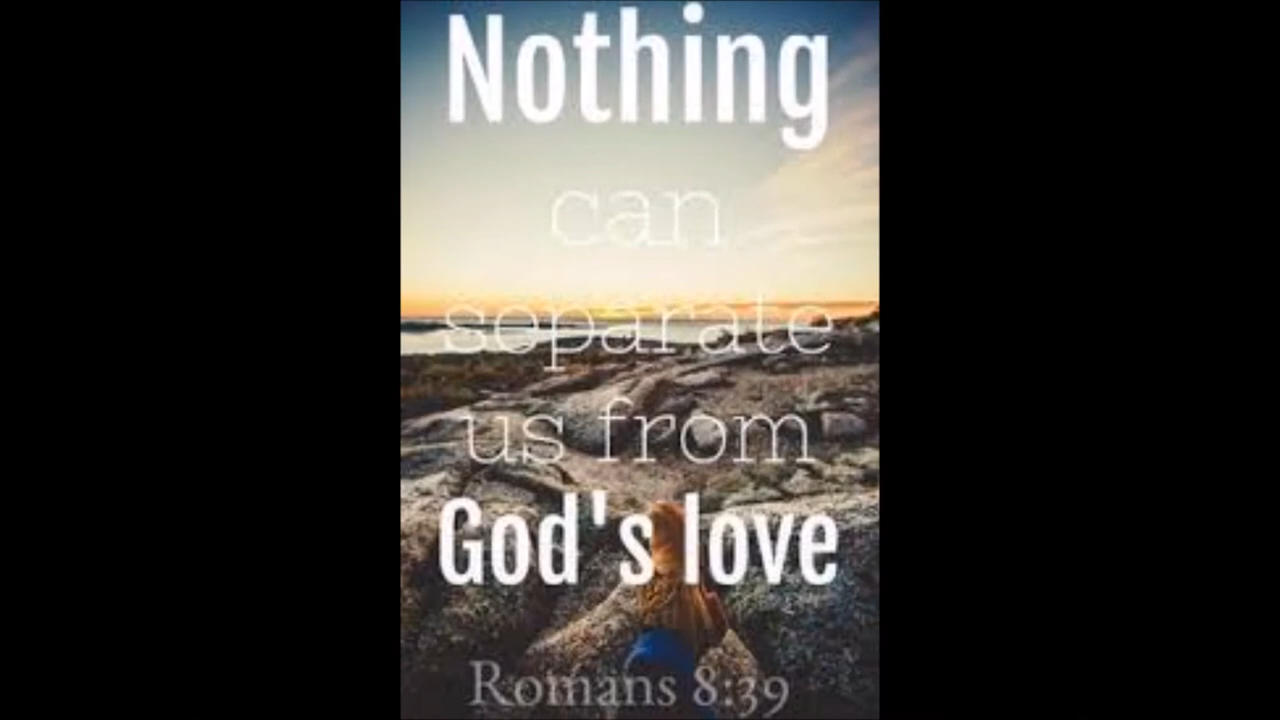 Nothing
can
separate
us from
God's love
Romans 8:39